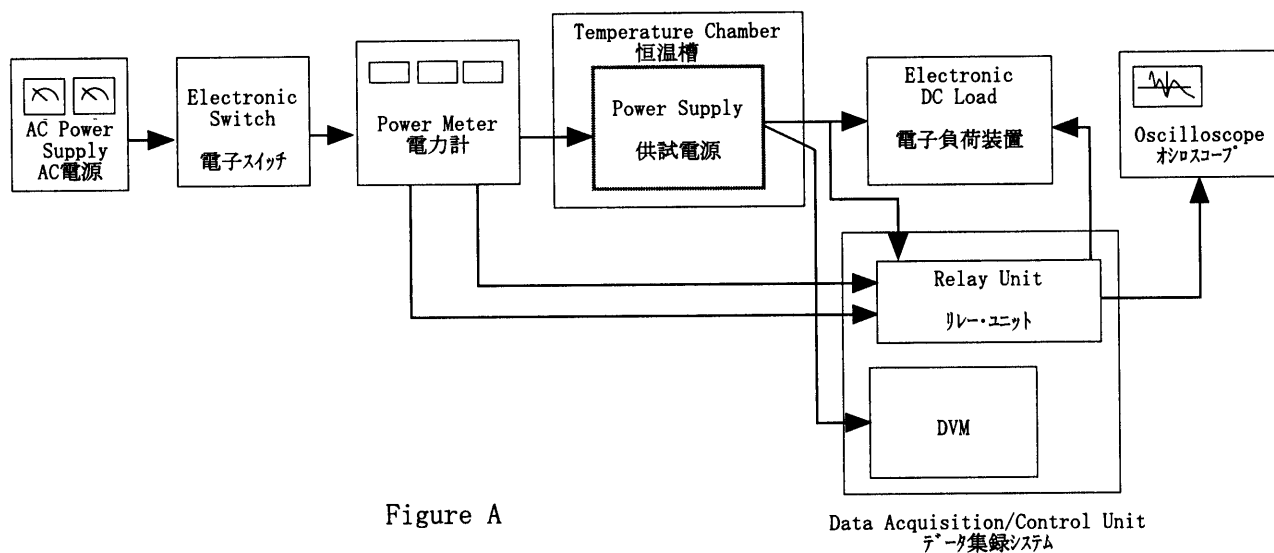 Temperature Chamber
恒温槽
AC Power
Supply
AC電源
Electronic
Switch
電子スイッチ
Power Meter
電力計
Power Supply
供試電源
Electronic
DC Load
電子負荷装置
Oscilloscope
オシロスコープ
Relay Unit
リレー・ユニット
DVM
Figure A
Data Acquisition/Control Unit
データ集録システム